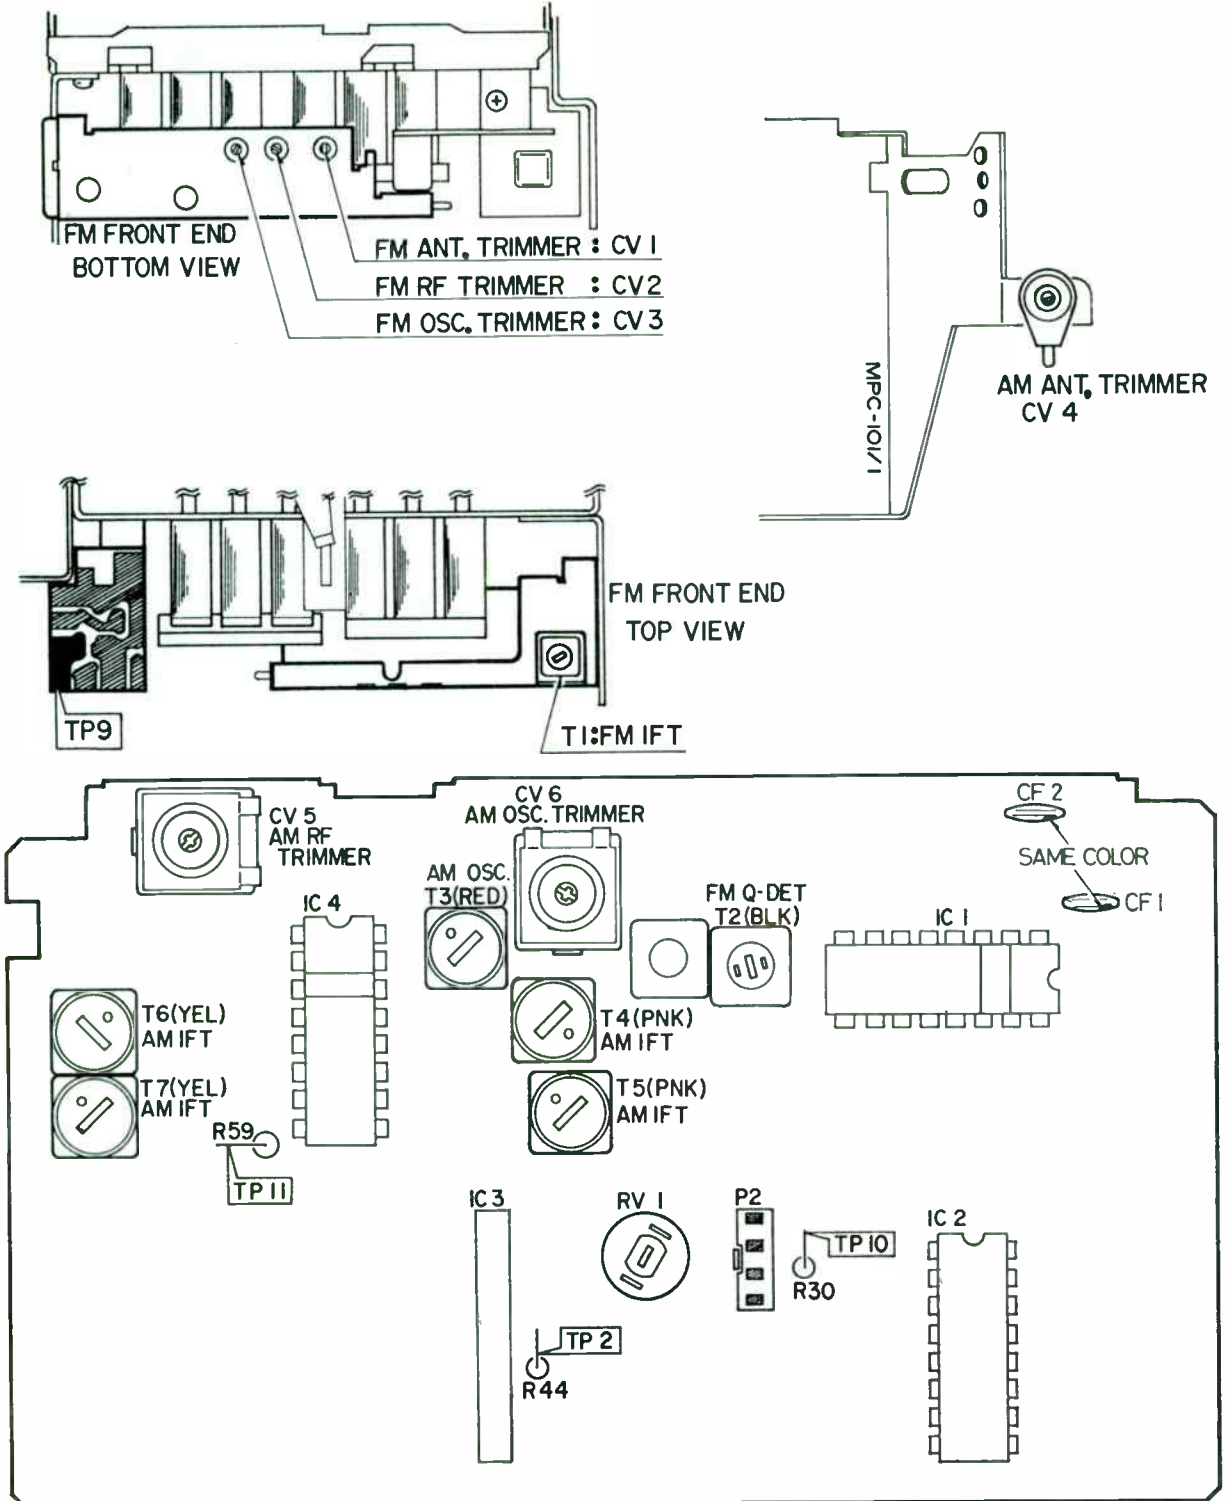 FM FRONT END
BOTTOM VIEW
FM ANT. TRIMMER : CV 1
FM RF TRIMMER : CV2
FM OSC. TRIMMER : CV 3
MPC-101/1
AM ANT. TRIMMER
CV 4
FM FRONT END
TOP VIEW
TP9
T1:FM IFT
CV 5
AM RF
TRIMMER
CV 6
AM OSC. TRIMMER
CF 2
SAME COLOR
CF 1
AM OSC.
T3(RED)
FM Q-DET
T2(BLK)
IC 4
IC 1
T6(YEL)
AM IFT
T4(PNK)
AM IFT
T7(YEL)
AM IFT
T5(PNK)
AM IFT
R59
TP 11
IC 3
RV 1
P2
TP 10
R30
IC 2
TP 2
R44